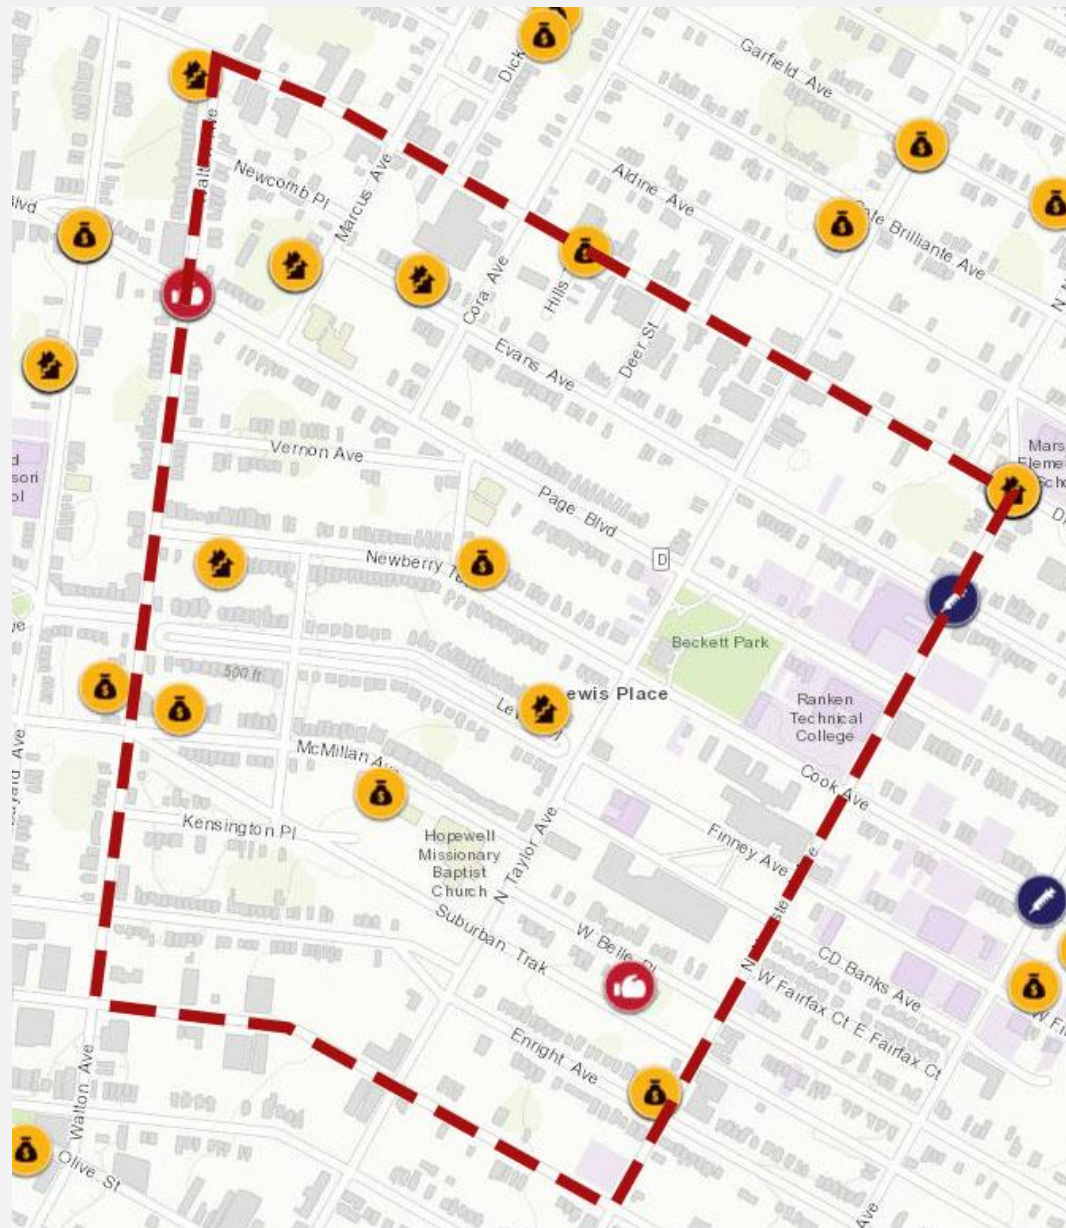 Garfield Ave
Newcomb Pl
Marcus Ave
Aldine Ave
Cote Brilliante Ave
Blvd
Cora Ave
Hills
Deer St
Evans Ave
Vernon Ave
Page Blvd
D
Newberry
Beckett Park
ewis Place
500 ft
Ranken
Technical
College
McMillan Av
Cook Ave
Kensington Pl
Hopewell
Missionary
Baptist
Church
N Taylor Ave
Finney Ave
Suburban Trak
W Belle Pl
CD Banks Ave
W Fairfax Ct
E Fairfax Ct
Enright Ave
Walton Ave
Olive St
Ave